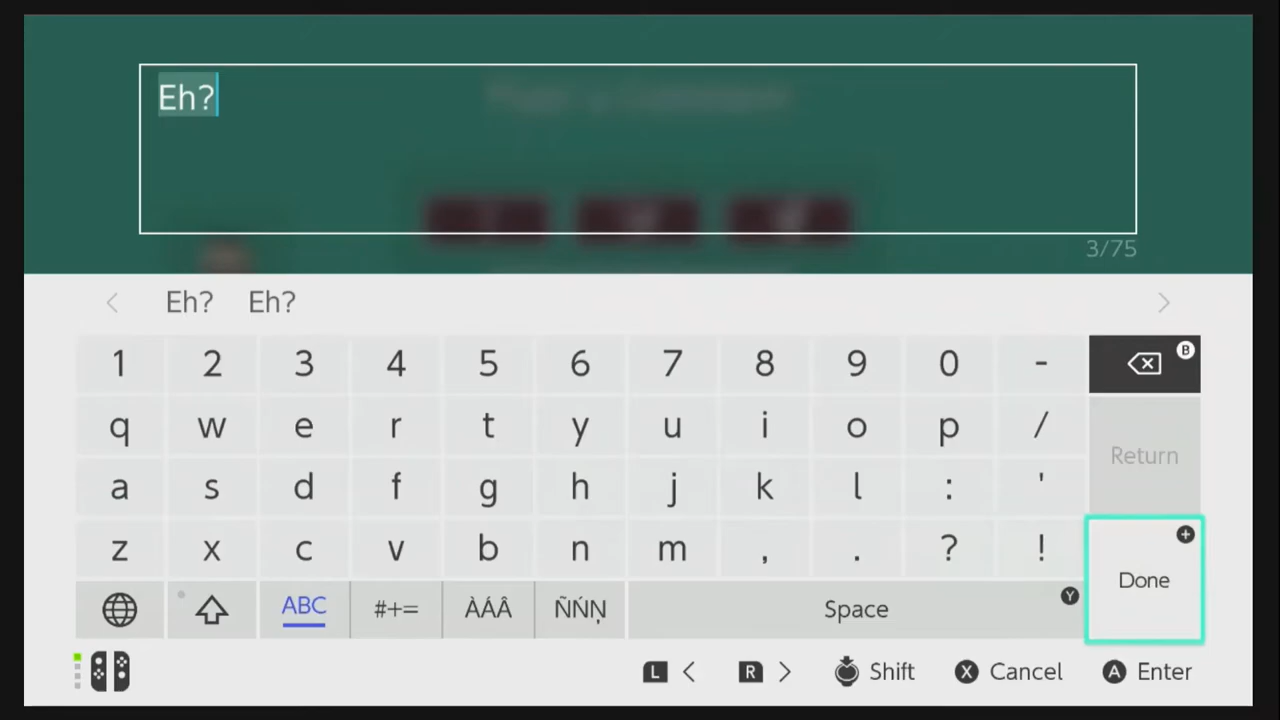 Eh?
3/75
< Eh? Eh? >
1 2 3 4 5 6 7 8 9 0 - B
q w e r t y u i o p / Return
a s d f g h j k l : '
z x c v b n m , . ? ! + Done
ABC #+= ÀÁÂ ÑŃŅ Space Y
L < R > Shift X Cancel A Enter